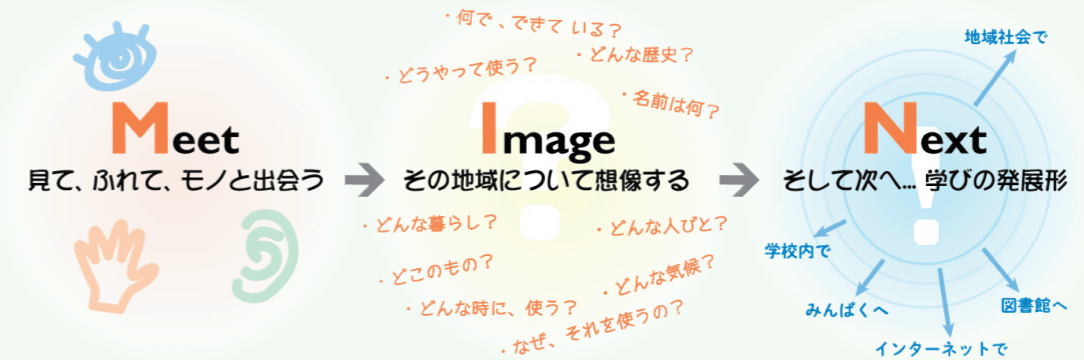 Meet
見て、ふれて、モノと出会う
・何で、できて いる？
・どんな歴史？
・どうやって使う？
・名前は何？
Image
その地域について想像する
・どんな暮らし？
・どんな人びと？
・どこのもの？
・どんな気候？
・どんな時に、使う？
・なぜ、それを使うの？
地域社会で
Next
そして次へ... 学びの発展形
学校内で
みんぱくへ
インターネットで
図書館へ